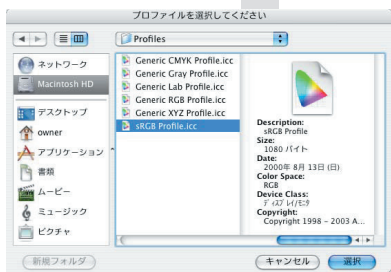 プロファイルを選択してください
Profiles
ネットワーク
Macintosh HD
デスクトップ
owner
アプリケーション
書類
ムービー
ミュージック
ピクチャ
Generic CMYK Profile.icc
Generic Gray Profile.icc
Generic Lab Profile.icc
Generic RGB Profile.icc
Generic XYZ Profile.icc
sRGB Profile.icc
Description:
sRGB Profile
Size:
1080 バイト
Date:
2000年 8月 13日 (日)
Color Space:
RGB
Device Class:
ディスプレイ/モニタ
Copyright:
Copyright 1998 – 2003 A...
新規フォルダ
キャンセル
選択